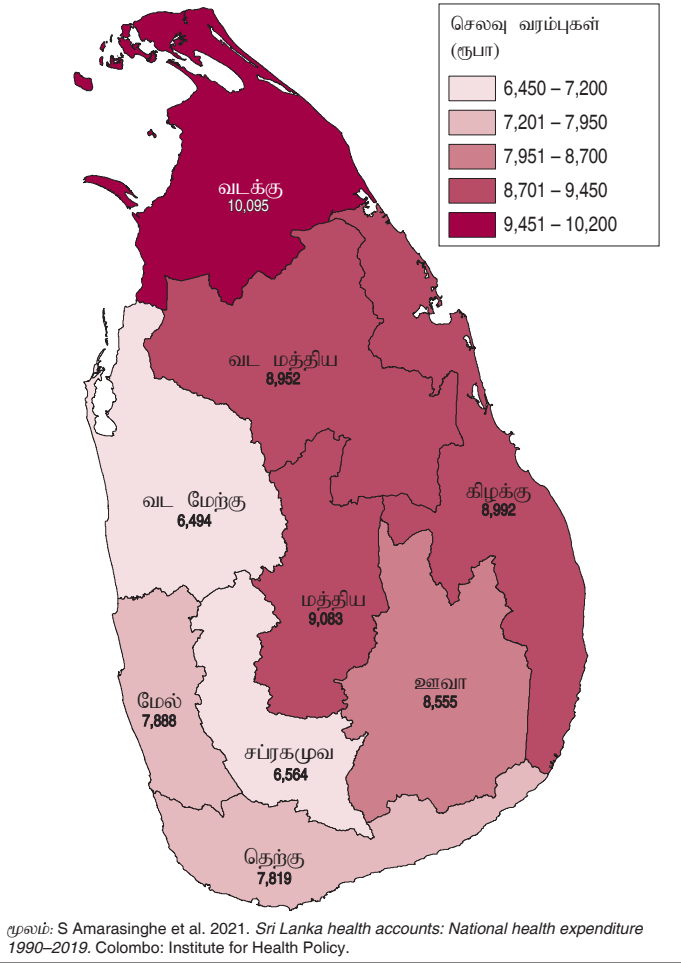 செலவு வரம்புகள்
(ரூபா)
6,450 – 7,200
7,201 – 7,950
7,951 – 8,700
8,701 – 9,450
9,451 – 10,200
வடக்கு
10,095
வட மத்திய
8,952
வட மேற்கு
6,494
கிழக்கு
8,992
மத்திய
9,083
ஊவா
8,555
மேல்
7,888
சப்ரகமுவ
6,564
தெற்கு
7,819
மூலம்: S Amarasinghe et al. 2021. Sri Lanka health accounts: National health expenditure
1990–2019. Colombo: Institute for Health Policy.